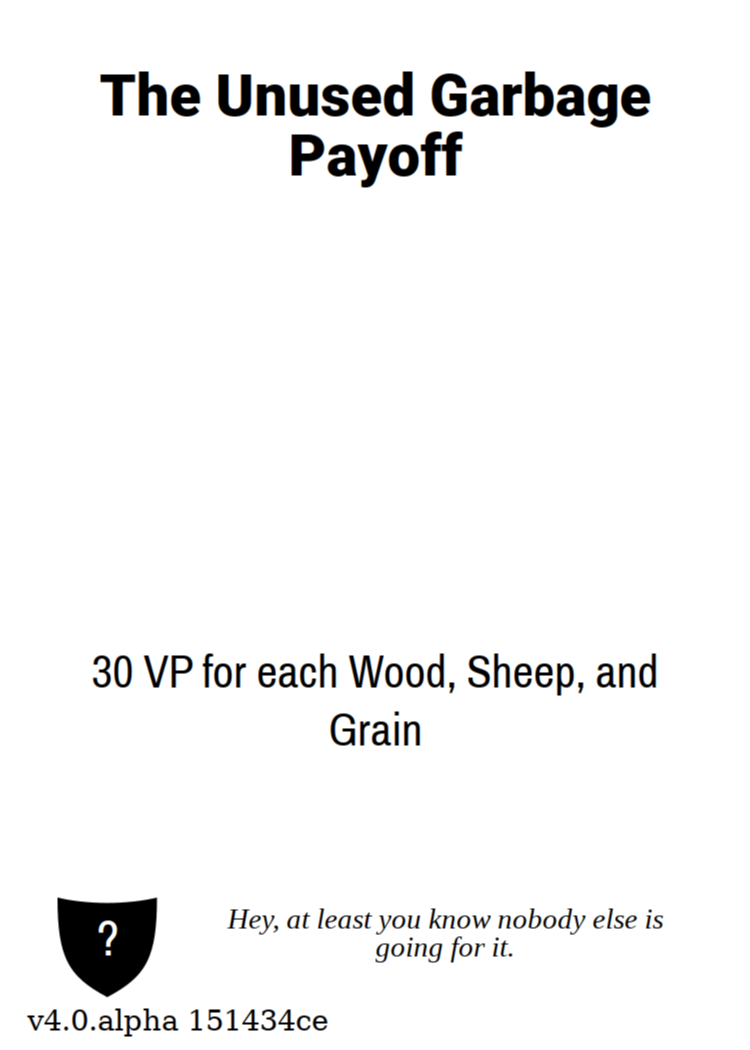 The Unused Garbage
Payoff
30 VP for each Wood, Sheep, and
Grain
?
Hey, at least you know nobody else is
going for it.
v4.0.alpha 151434ce